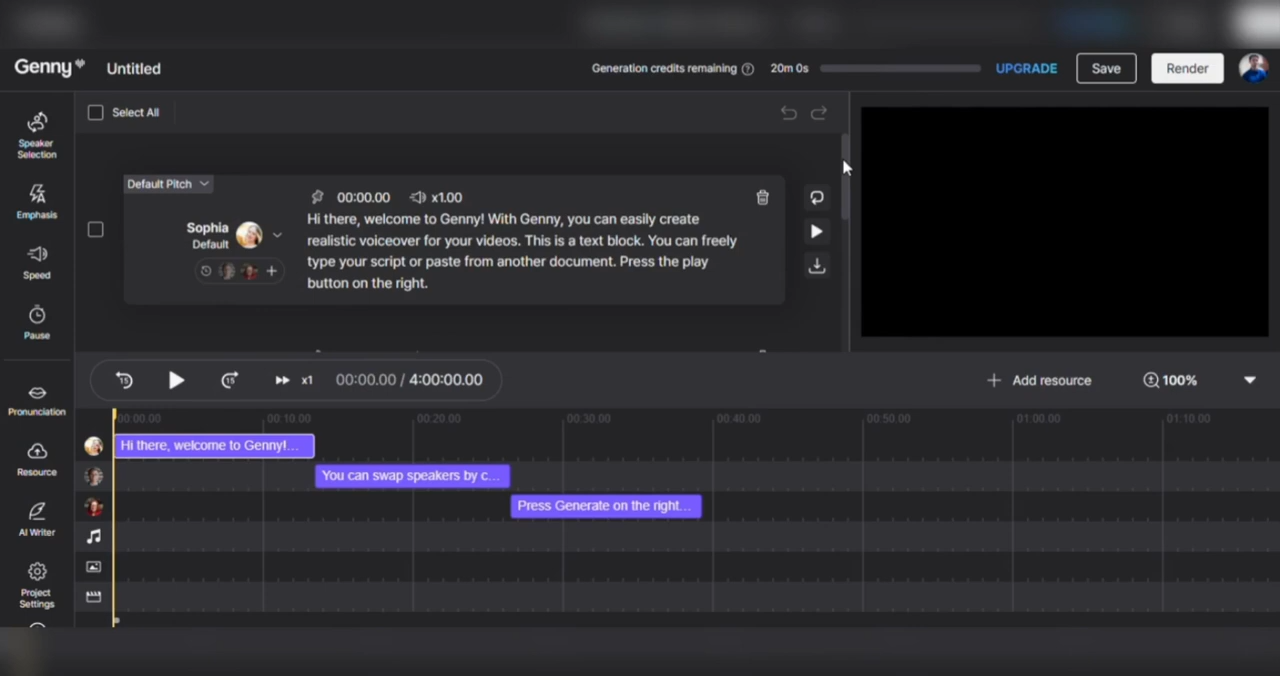 Genny
Untitled
Generation credits remaining
20m 0s
UPGRADE
Save
Render
Speaker
Selection
Emphasis
Speed
Pause
Pronunciation
Resource
AI Writer
Project
Settings
Select All
Default Pitch
00:00.00
x1.00
Sophia
Default
Hi there, welcome to Genny! With Genny, you can easily create
realistic voiceover for your videos. This is a text block. You can freely
type your script or paste from another document. Press the play
button on the right.
15
15
x1
00:00.00 / 4:00:00.00
Add resource
100%
00:00.00
00:10.00
00:20.00
00:30.00
00:40.00
00:50.00
01:00.00
01:10.00
Hi there, welcome to Genny!...
You can swap speakers by c...
Press Generate on the right...